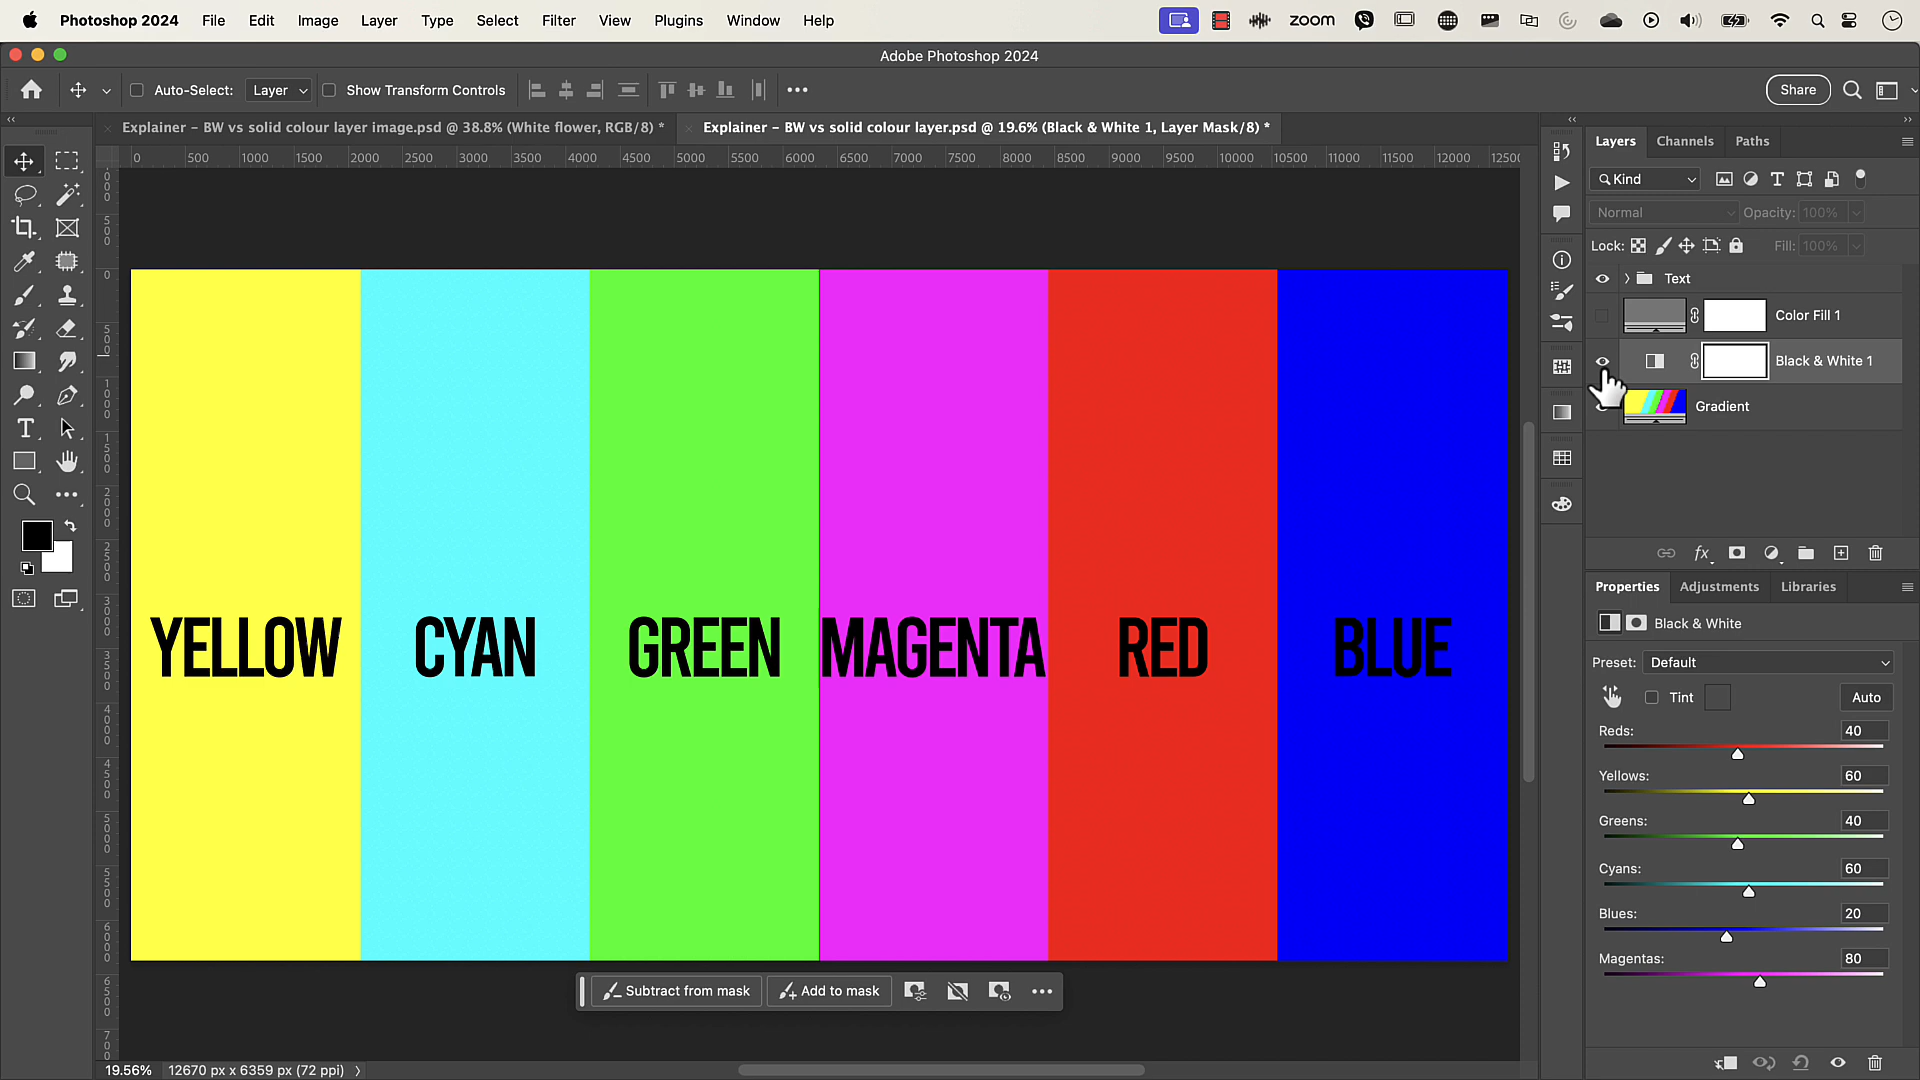 Photoshop 2024 File Edit Image Layer Type Select Filter View Plugins Window Help zoom
Adobe Photoshop 2024
Auto-Select: Layer Show Transform Controls Share
Explainer – BW vs solid colour layer image.psd @ 38.8% (White flower, RGB/8) * Explainer – BW vs solid colour layer.psd @ 19.6% (Black & White 1, Layer Mask/8) *
0 500 1000 1500 2000 2500 3000 3500 4000 4500 5000 5500 6000 6500 7000 7500 8000 8500 9000 9500 10000 10500 11000 11500 12000 1250
Layers Channels Paths
Kind
Normal Opacity: 100%
Lock: Fill: 100%
Text
Color Fill 1
Black & White 1
Gradient
YELLOW CYAN GREEN MAGENTA RED BLUE
Properties Adjustments Libraries
Black & White
Preset: Default
Tint Auto
Reds: 40
Yellows: 60
Greens: 40
Cyans: 60
Blues: 20
Magentas: 80
Subtract from mask Add to mask
19.56% 12670 px x 6359 px (72 ppi)